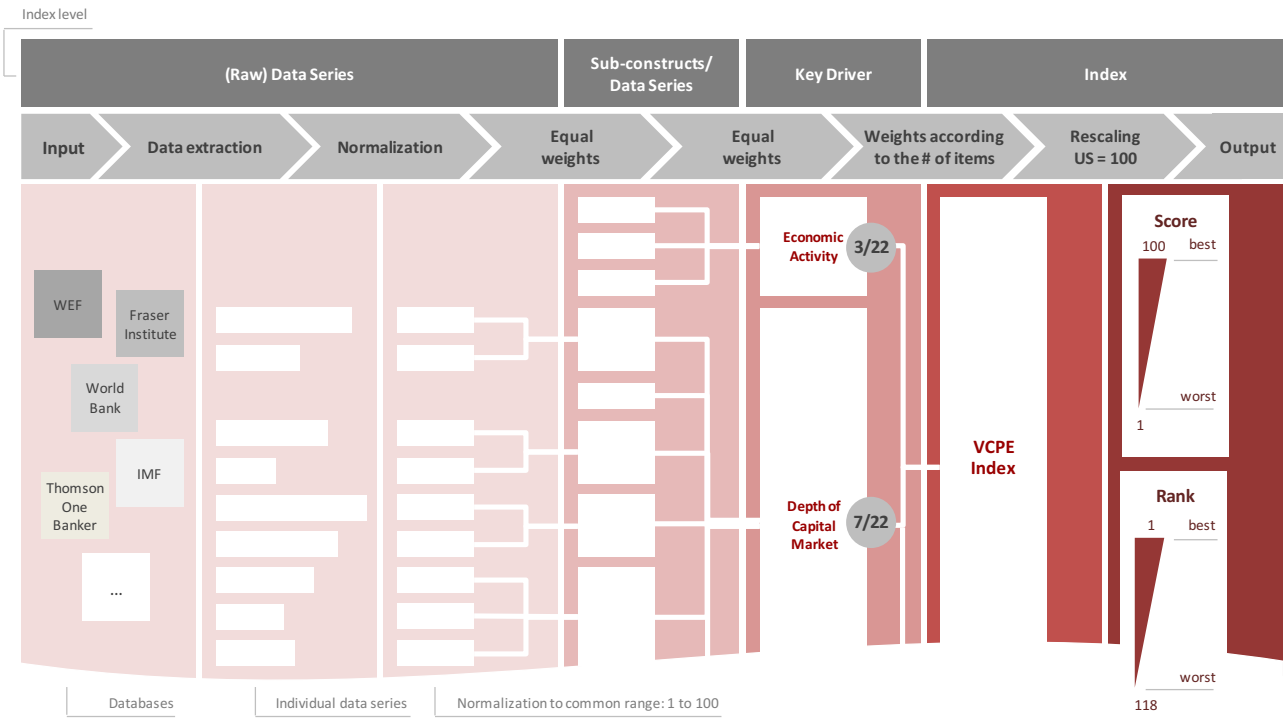 Index level
(Raw) Data Series
Sub-constructs/
Data Series
Key Driver
Index
Input
Data extraction
Normalization
Equal
weights
Equal
weights
Weights according
to the # of items
Rescaling
US = 100
Output
WEF
Fraser
Institute
World
Bank
IMF
Thomson
One
Banker
...
Economic
Activity
3/22
Depth of
Capital
Market
7/22
VCPE
Index
Score
100
best
worst
1
Rank
1
best
worst
118
Databases
Individual data series
Normalization to common range: 1 to 100